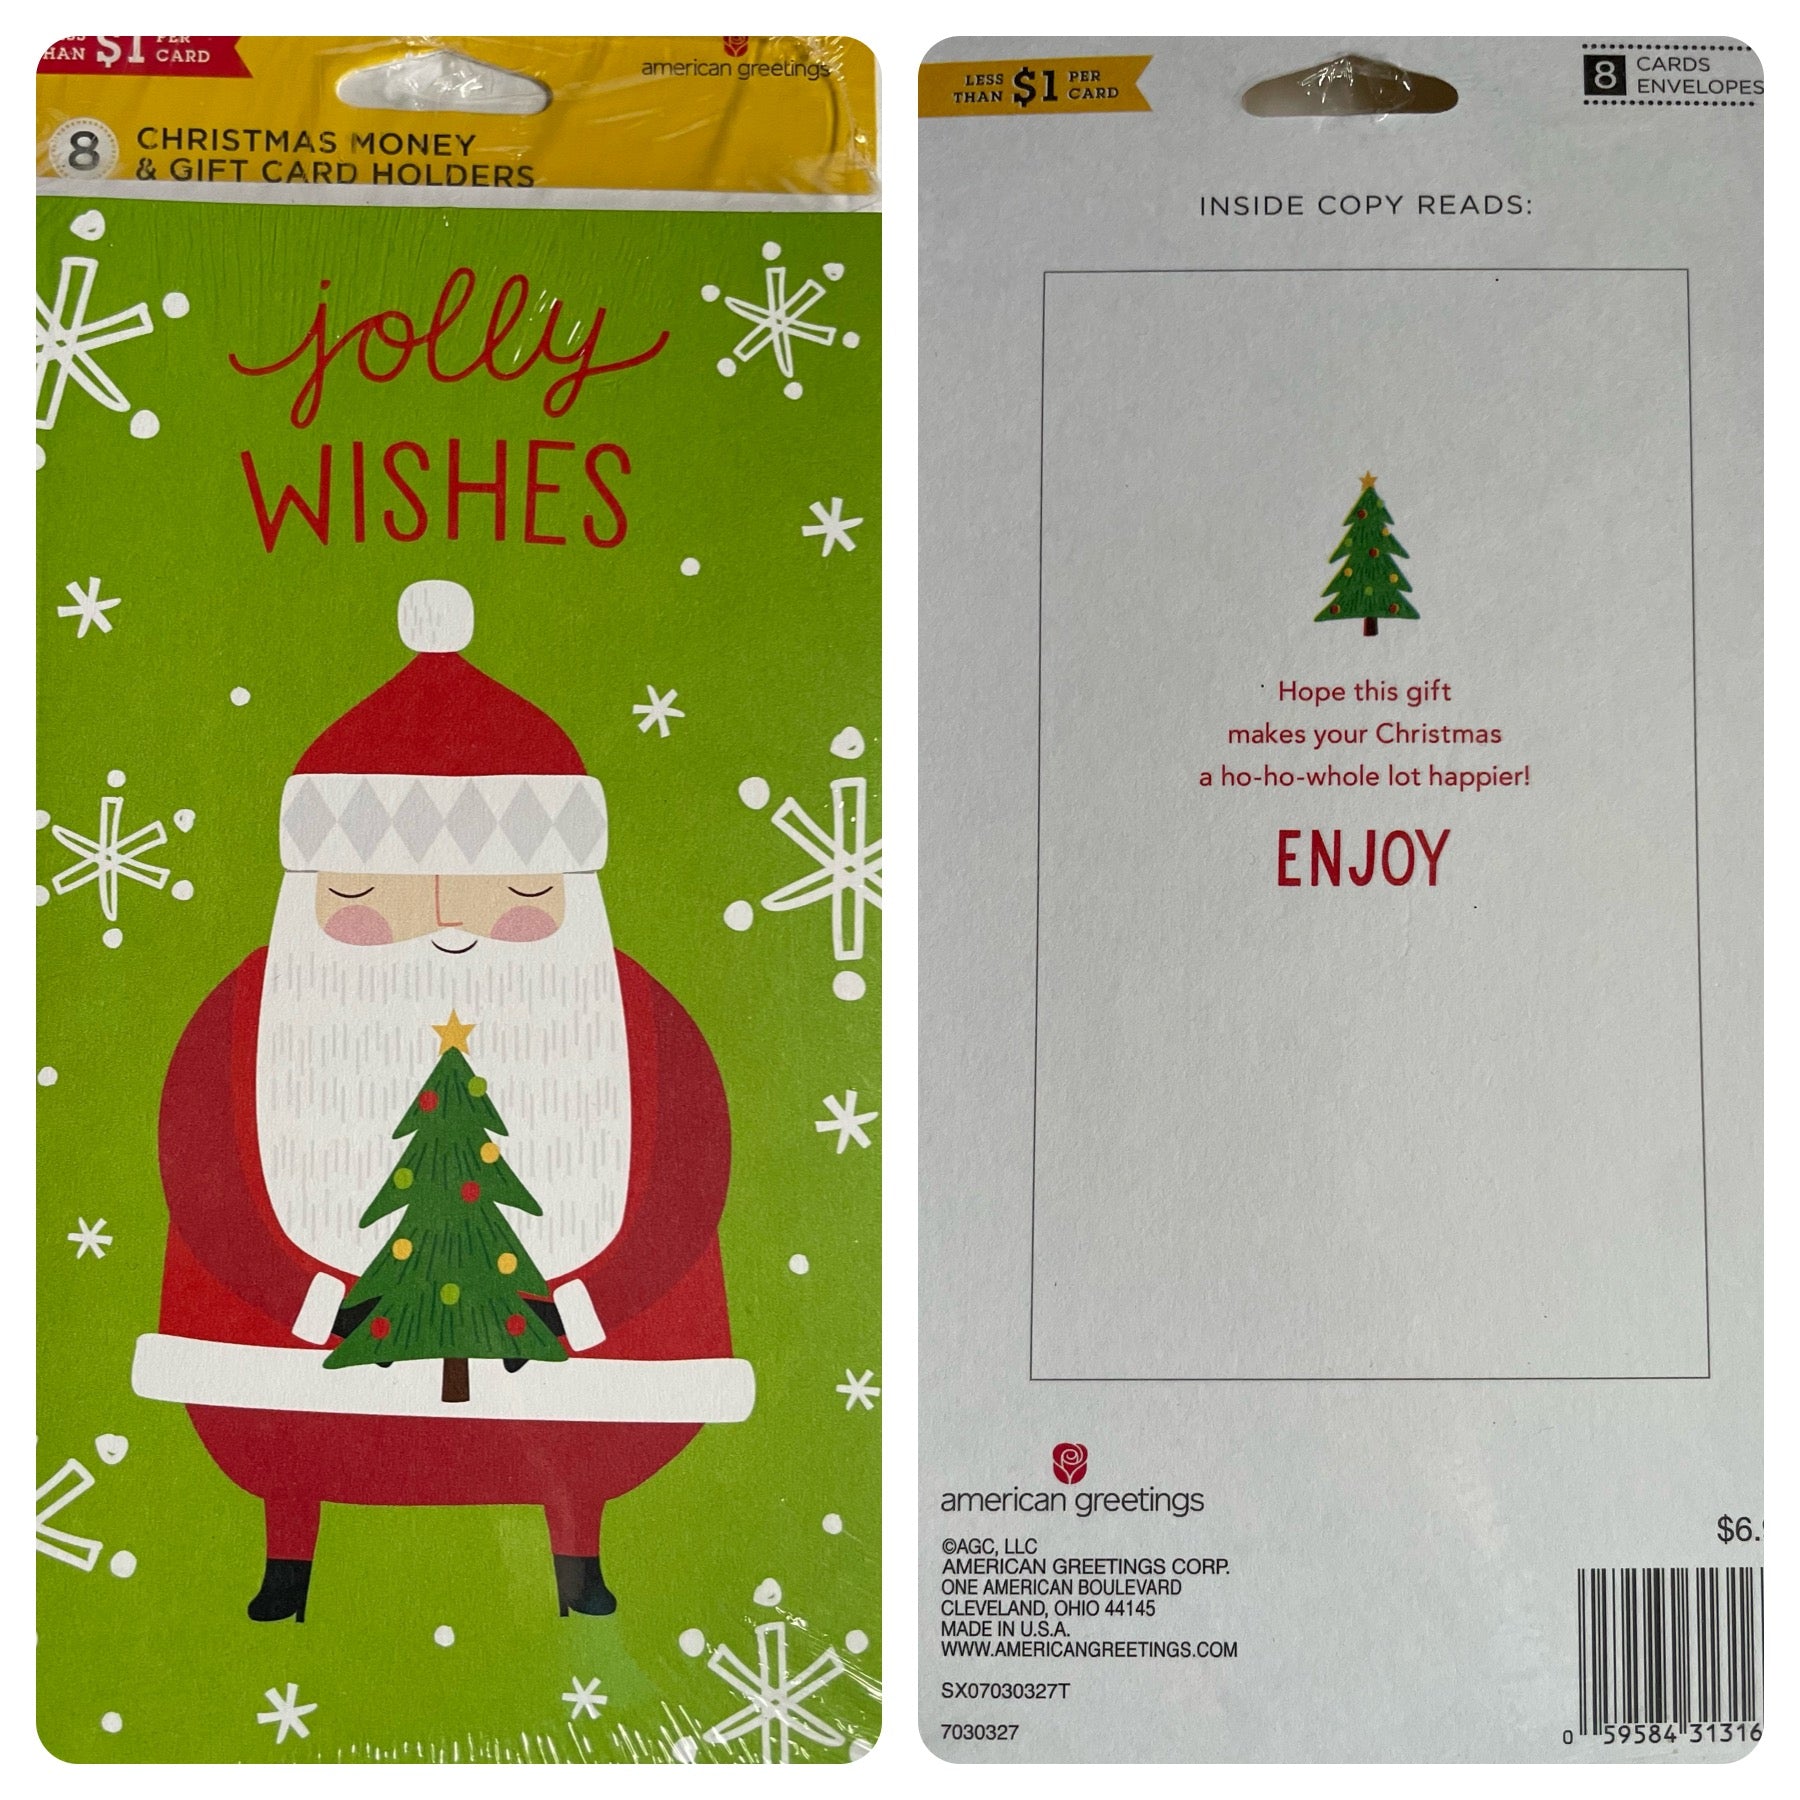 THAN $1 PER CARD
american greetings
8 CHRISTMAS MONEY
& GIFT CARD HOLDERS
jolly
WISHES
LESS THAN $1 PER CARD
8 CARDS
ENVELOPES
INSIDE COPY READS:
Hope this gift
makes your Christmas
a ho-ho-whole lot happier!
ENJOY
american greetings
$6.
©AGC, LLC
AMERICAN GREETINGS CORP.
ONE AMERICAN BOULEVARD
CLEVELAND, OHIO 44145
MADE IN U.S.A.
WWW.AMERICANGREETINGS.COM
SX07030327T
7030327
0 59584 31316